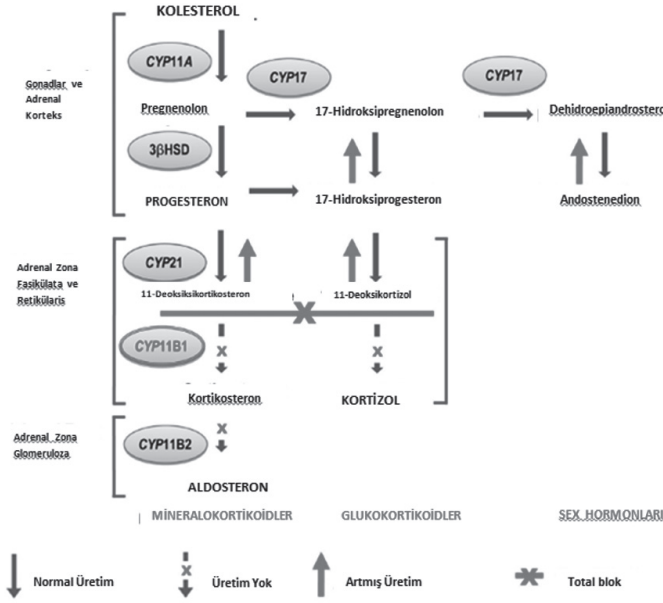 KOLESTEROL
CYP11A
CYP17
CYP17
Gonadlar ve
Adrenal
Korteks
Pregnenolon
17-Hidroksipregnenolon
Dehidroepiandrostero
3βHSD
PROGESTERON
17-Hidroksiprogesteron
Andostenedion
Adrenal Zona
Fasikülata ve
Retikülaris
CYP21
11-Deoksiksikortikosteron
11-Deoksikortizol
CYP11B1
Kortikosteron
KORTİZOL
Adrenal Zona
Glomeruloza
CYP11B2
ALDOSTERON
MİNERALOKORTİKOİDLER
GLUKOKORTİKOİDLER
SEX HORMONLARI
Normal Üretim
Üretim Yok
Artmış Üretim
Total blok